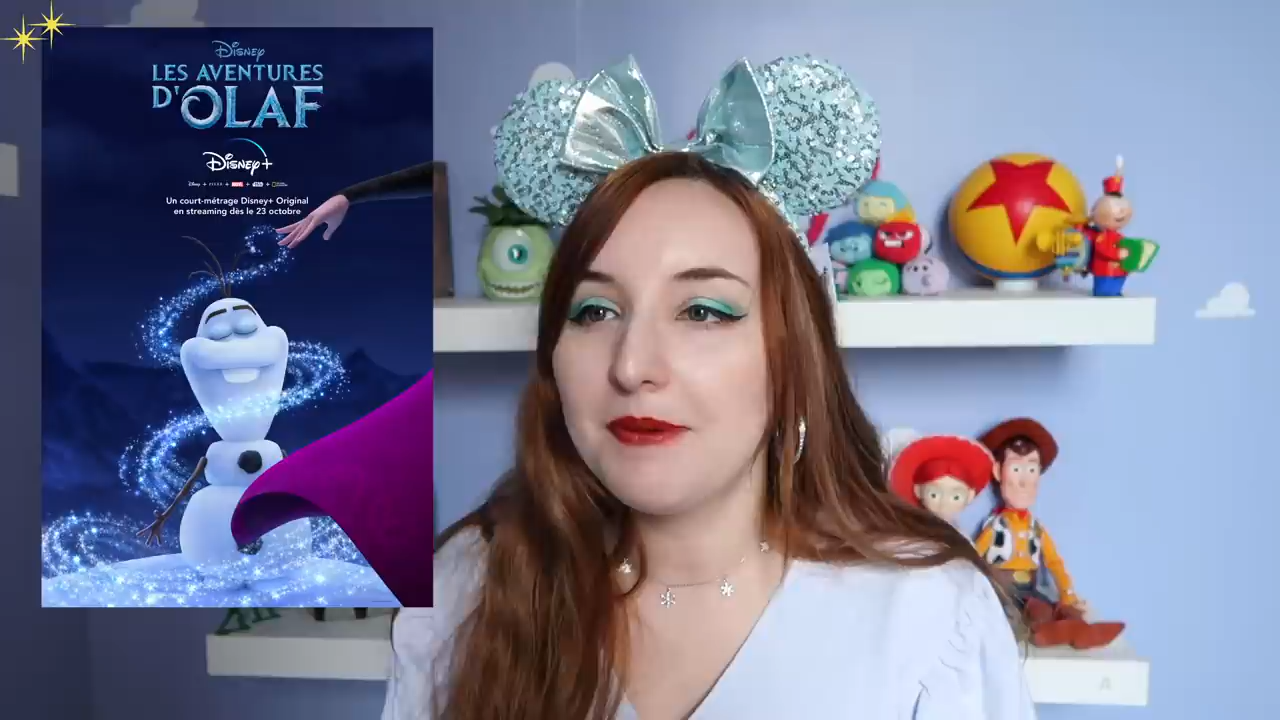 Disney
LES AVENTURES
D'OLAF
Disney+
Un court-métrage Disney+ Original
en streaming dès le 23 octobre